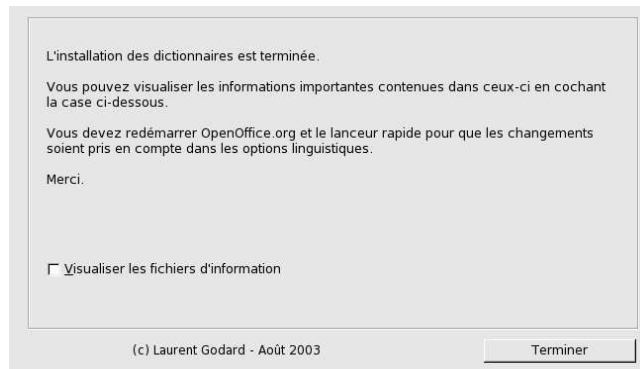 L'installation des dictionnaires est terminée.
Vous pouvez visualiser les informations importantes contenues dans ceux-ci en cochant
la case ci-dessous.
Vous devez redémarrer OpenOffice.org et le lanceur rapide pour que les changements
soient pris en compte dans les options linguistiques.
Merci.
Visualiser les fichiers d'information
(c) Laurent Godard - Août 2003
Terminer